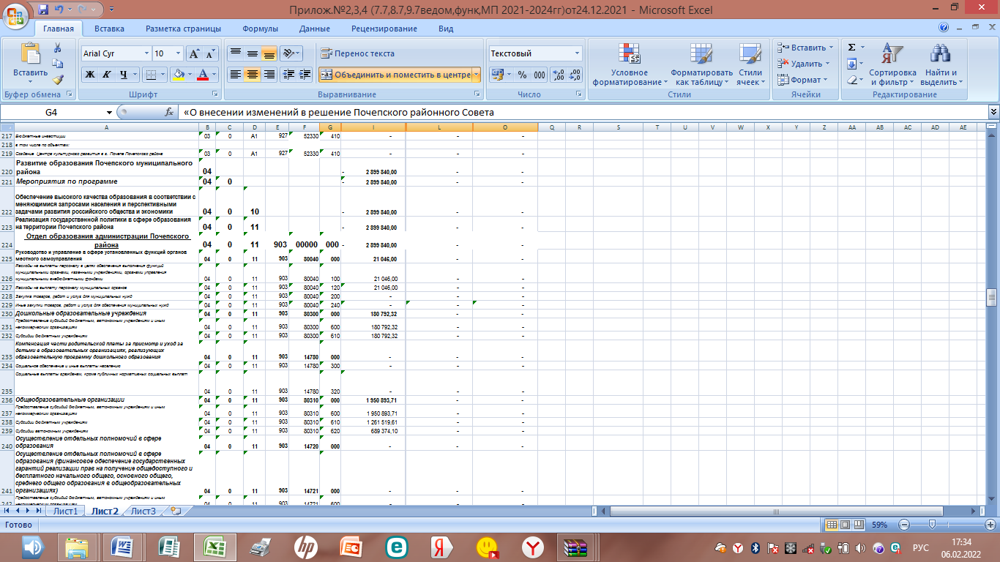 Прилож.№2,3,4 (7.7,8.7,9.7ведом,функ,МП 2021-2024гг)от24.12.2021 - Microsoft Excel
Главная Вставка Разметка страницы Формулы Данные Рецензирование Вид
Arial Cyr 10 Перенос текста Текстовый Вставить Σ
Вставить Ж К Ч Объединить и поместить в центре % 000 Условное форматирование Форматировать как таблицу Стили ячеек Удалить Формат Сортировка и фильтр Найти и выделить
Буфер обмена Шрифт Выравнивание Число Стили Ячейки Редактирование
G4 fx «О внесении изменений в решение Почепского районного Совета
A B C D E F G I L O Q R S T U V W X Y Z AA AB AC AD AE
217 Бюджетные инвестиции 03 0 A1 927 52330 410 - - -
218 в том числе по объектам:
219 Создание Центра культурного развития в г. Почепе Почепского района 03 0 A1 927 52330 410 - - -
Развитие образования Почепского муниципального
220 района 04 - 2 899 840,00 - -
221 Мероприятия по программе 04 0 - 2 899 840,00 - -
Обеспечение высокого качества образования в соответствии с
меняющимися запросами населения и перспективными
222 задачами развития российского общества и экономики 04 0 10 - 2 899 840,00 - -
Реализация государственной политики в сфере образования
223 на территории Почепского района 04 0 11 - 2 899 840,00 - -
Отдел образования администрации Почепского
224 района 04 0 11 903 00000 000 - 2 899 840,00 - -
Руководство и управление в сфере установленных функций органов
225 местного самоуправления 04 0 11 903 80040 000 21 046,00 - -
Расходы на выплаты персоналу в целях обеспечения выполнения функций
муниципальными органами, казенными учреждениями, органами управления
226 муниципальными внебюджетными фондами 04 0 11 903 80040 100 21 046,00 - -
227 Расходы на выплату персоналу муниципальных органов 04 0 11 903 80040 120 21 046,00 - -
228 Закупка товаров, работ и услуг для муниципальных нужд 04 0 11 903 80040 200 - - -
229 Иные закупки товаров, работ и услуг для обеспечения муниципальных нужд 04 0 11 903 80040 240 - - -
230 Дошкольные образовательные учреждения 04 0 11 903 80300 000 180 792,32 - -
Предоставление субсидий бюджетным, автономным учреждениям и иным
231 некоммерческим организациям 04 0 11 903 80300 600 180 792,32 - -
232 Субсидии бюджетным учреждениям 04 0 11 903 80300 610 180 792,32 - -
Компенсация части родительской платы за присмотр и уход за
детьми в образовательных организациях, реализующих
233 образовательную программу дошкольного образования 04 0 11 903 14780 000 - - -
234 Социальное обеспечение и иные выплаты населению 04 0 11 903 14780 300 - - -
Социальные выплаты гражданам, кроме публичных нормативных социальных выплат
235 04 0 11 903 14780 320 - - -
236 Общеобразовательные организации 04 0 11 903 80310 000 1 950 893,71 - -
Предоставление субсидий бюджетным, автономным учреждениям и иным
237 некоммерческим организациям 04 0 11 903 80310 600 1 950 893,71 - -
238 Субсидии бюджетным учреждениям 04 0 11 903 80310 610 1 261 519,61 - -
239 Субсидии автономным учреждениям 04 0 11 903 80310 620 689 374,10 - -
Осуществление отдельных полномочий в сфере
240 образования 04 0 11 903 14720 000 - - -
Осуществление отдельных полномочий в сфере
образования (финансовое обеспечение государственных
гарантий реализации прав на получение общедоступного и
бесплатного начального общего, основного общего,
среднего общего образования в общеобразовательных
241 организациях) 04 0 11 903 14721 000 - - -
Предоставление субсидий бюджетным, автономным учреждениям и иным
Лист1 Лист2 Лист3
Готово 59%
РУС 17:34
06.02.2022